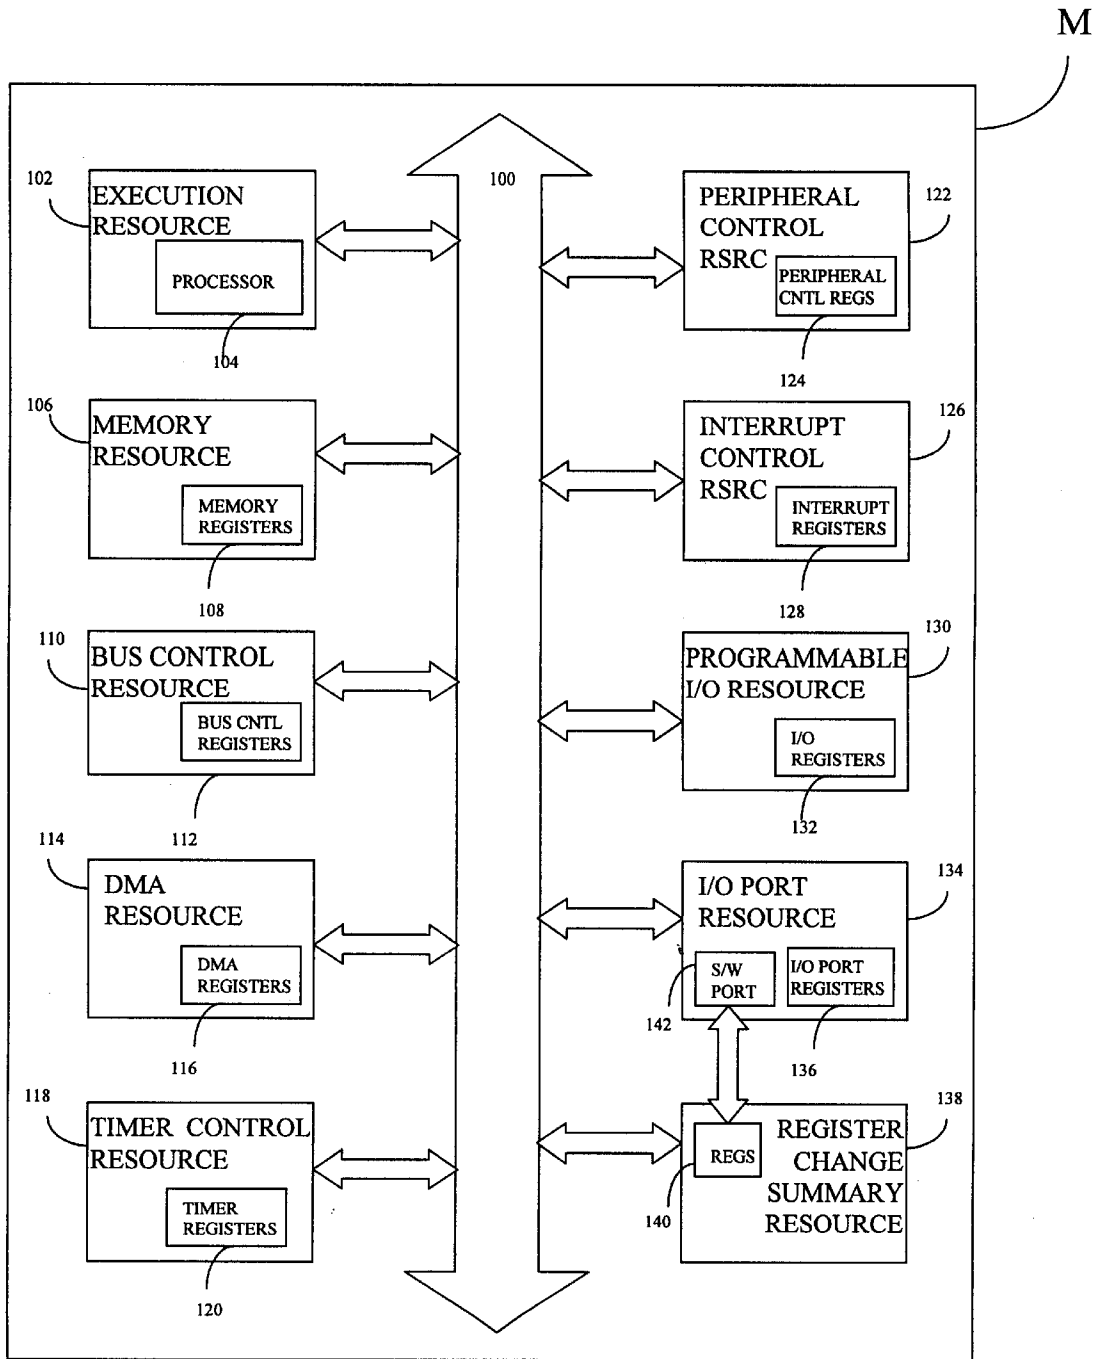 M
100
102
EXECUTION
RESOURCE
PROCESSOR
104
106
MEMORY
RESOURCE
MEMORY
REGISTERS
108
110
BUS CONTROL
RESOURCE
BUS CNTL
REGISTERS
112
114
DMA
RESOURCE
DMA
REGISTERS
116
118
TIMER CONTROL
RESOURCE
TIMER
REGISTERS
120
PERIPHERAL
CONTROL
RSRC
122
PERIPHERAL
CNTL REGS
124
INTERRUPT
CONTROL
RSRC
126
INTERRUPT
REGISTERS
128
PROGRAMMABLE
I/O RESOURCE
130
I/O
REGISTERS
132
I/O PORT
RESOURCE
134
S/W
PORT
142
I/O PORT
REGISTERS
136
REGISTER
CHANGE
SUMMARY
RESOURCE
138
REGS
140